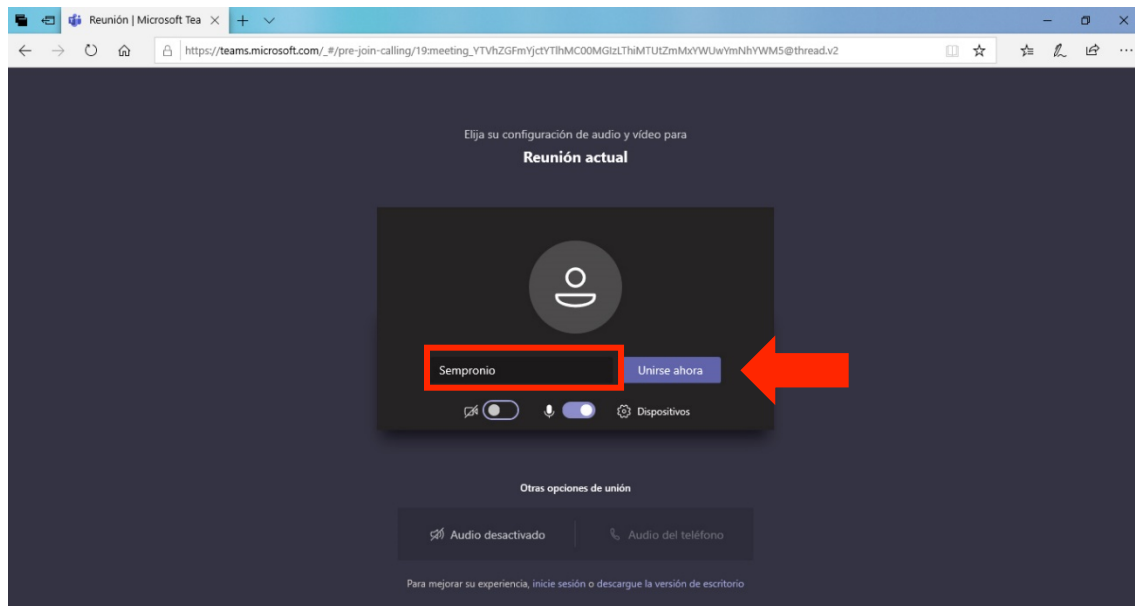 Reunión | Microsoft Tea
https://teams.microsoft.com/_#/pre-join-calling/19:meeting_YTVhZGFmYjctYTlhMC00MGIzLThiMTUtZmMxYWUwYmNhYWM5@thread.v2
Elija su configuración de audio y vídeo para
Reunión actual
Sempronio
Unirse ahora
Dispositivos
Otras opciones de unión
Audio desactivado
Audio del teléfono
Para mejorar su experiencia, inicie sesión o descargue la versión de escritorio